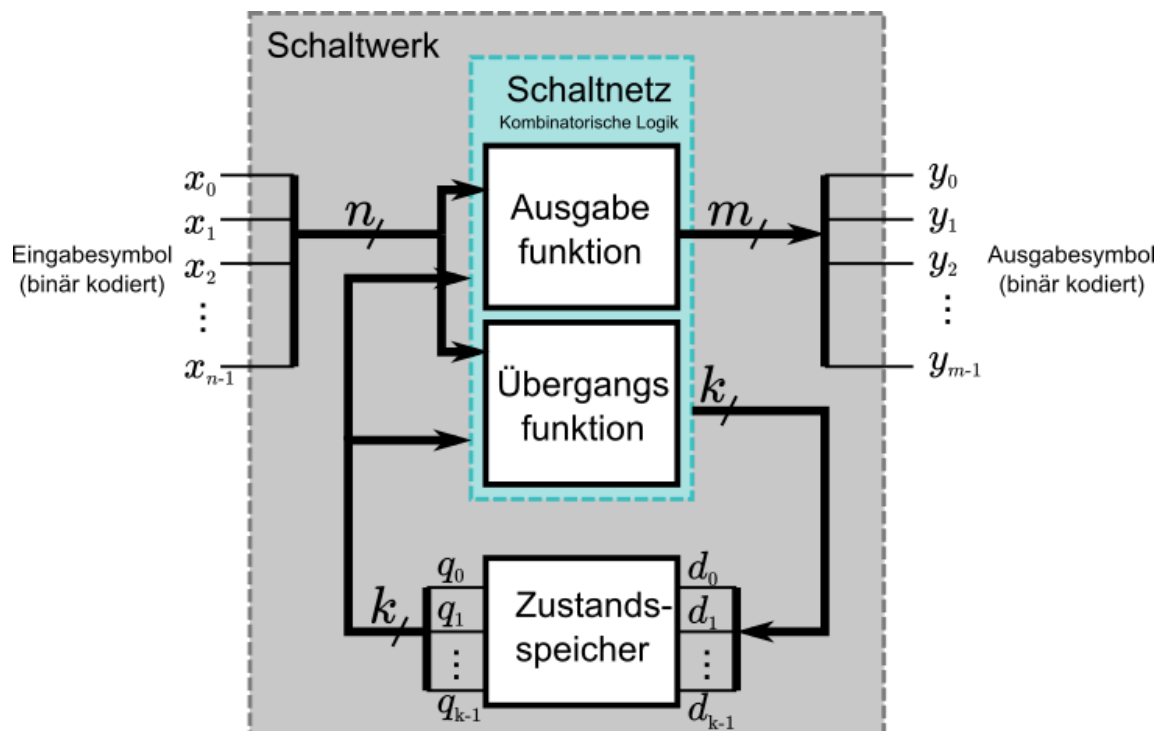 Schaltwerk
Schaltnetz
Kombinatorische Logik
Eingabesymbol
(binär kodiert)
x₀
x₁
x₂
⋮
xₙ₋₁
n
Ausgabe
funktion
m
y₀
y₁
y₂
⋮
yₘ₋₁
Ausgabesymbol
(binär kodiert)
Übergangs
funktion
k
k
q₀
q₁
⋮
qₖ₋₁
Zustands-
speicher
d₀
d₁
⋮
dₖ₋₁